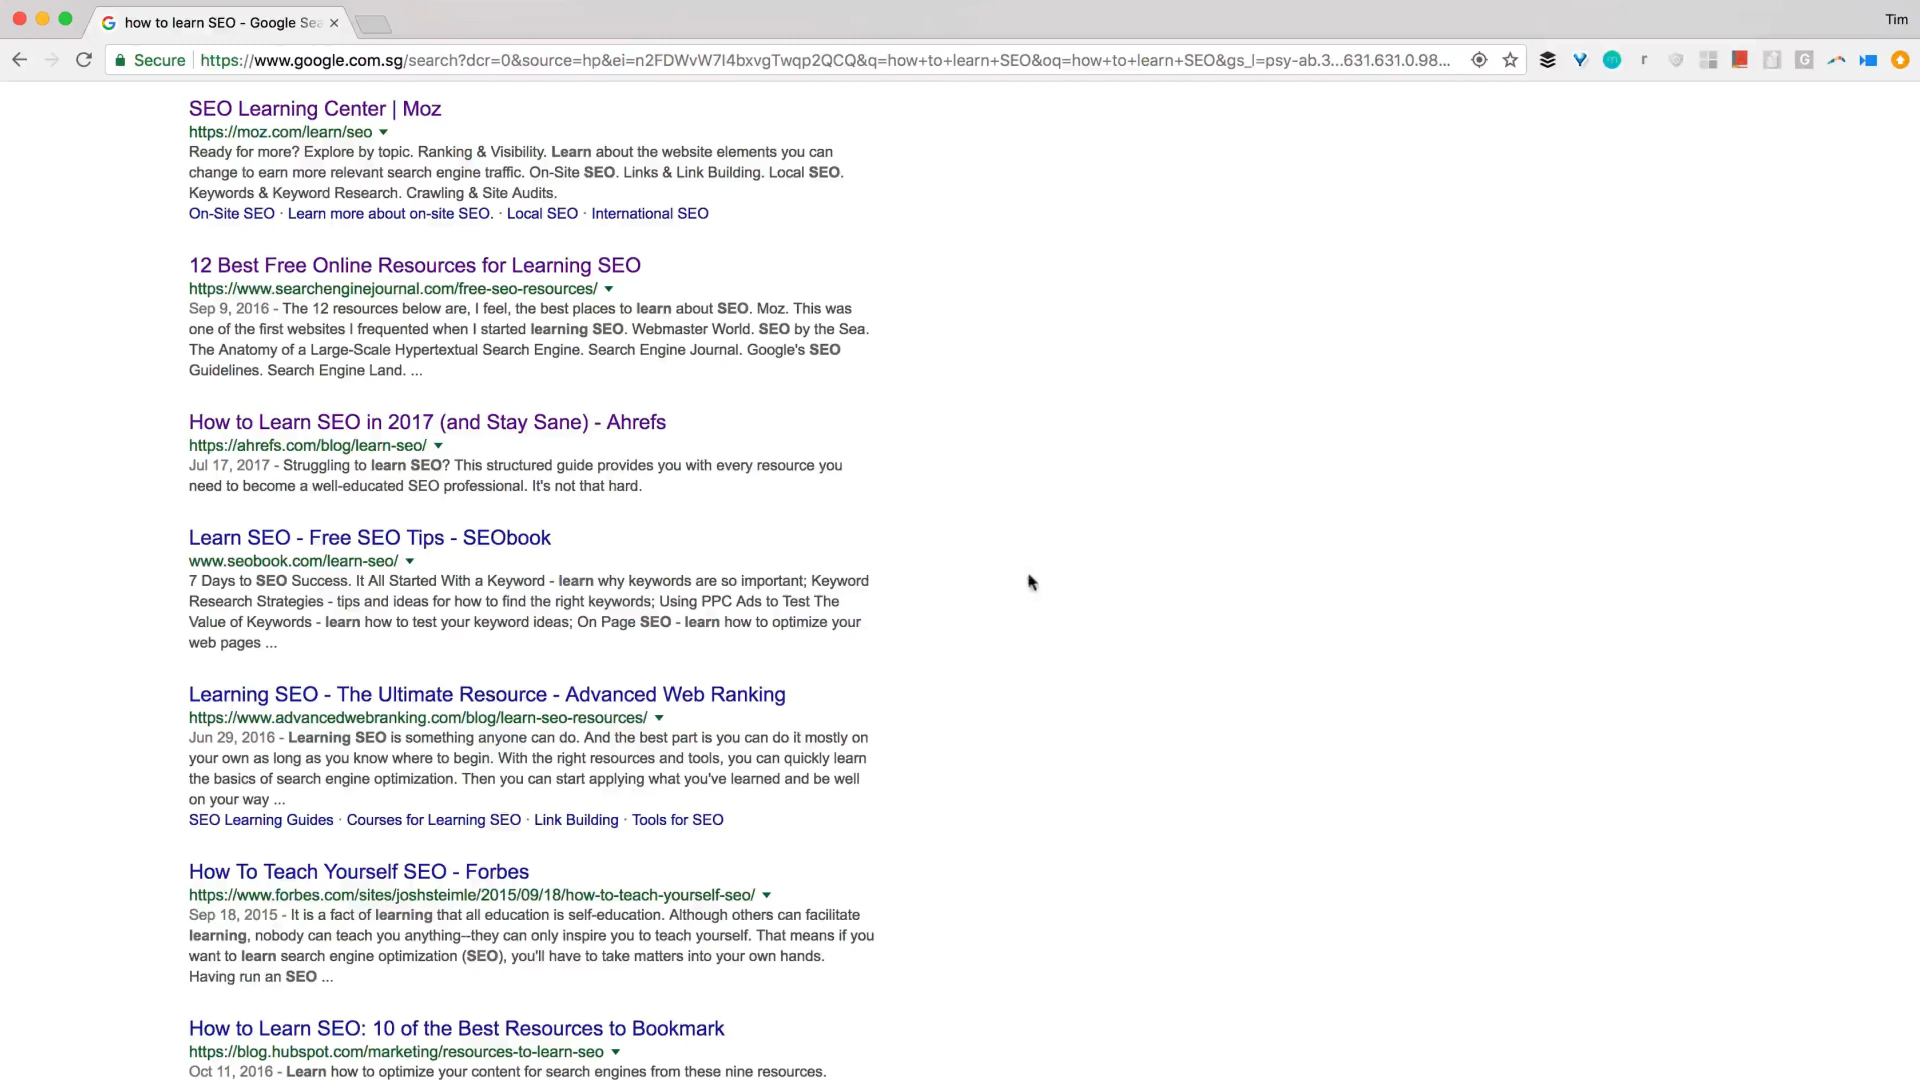 how to learn SEO - Google Sea
Tim
Secure
https://www.google.com.sg/search?dcr=0&source=hp&ei=n2FDWvW7I4bxvgTwqp2QCQ&q=how+to+learn+SEO&oq=how+to+learn+SEO&gs_l=psy-ab.3...631.631.0.98...
SEO Learning Center | Moz
https://moz.com/learn/seo
Ready for more? Explore by topic. Ranking & Visibility. Learn about the website elements you can
change to earn more relevant search engine traffic. On-Site SEO. Links & Link Building. Local SEO.
Keywords & Keyword Research. Crawling & Site Audits.
On-Site SEO · Learn more about on-site SEO. · Local SEO · International SEO
12 Best Free Online Resources for Learning SEO
https://www.searchenginejournal.com/free-seo-resources/
Sep 9, 2016 - The 12 resources below are, I feel, the best places to learn about SEO. Moz. This was
one of the first websites I frequented when I started learning SEO. Webmaster World. SEO by the Sea.
The Anatomy of a Large-Scale Hypertextual Search Engine. Search Engine Journal. Google's SEO
Guidelines. Search Engine Land. ...
How to Learn SEO in 2017 (and Stay Sane) - Ahrefs
https://ahrefs.com/blog/learn-seo/
Jul 17, 2017 - Struggling to learn SEO? This structured guide provides you with every resource you
need to become a well-educated SEO professional. It's not that hard.
Learn SEO - Free SEO Tips - SEObook
www.seobook.com/learn-seo/
7 Days to SEO Success. It All Started With a Keyword - learn why keywords are so important; Keyword
Research Strategies - tips and ideas for how to find the right keywords; Using PPC Ads to Test The
Value of Keywords - learn how to test your keyword ideas; On Page SEO - learn how to optimize your
web pages ...
Learning SEO - The Ultimate Resource - Advanced Web Ranking
https://www.advancedwebranking.com/blog/learn-seo-resources/
Jun 29, 2016 - Learning SEO is something anyone can do. And the best part is you can do it mostly on
your own as long as you know where to begin. With the right resources and tools, you can quickly learn
the basics of search engine optimization. Then you can start applying what you've learned and be well
on your way ...
SEO Learning Guides · Courses for Learning SEO · Link Building · Tools for SEO
How To Teach Yourself SEO - Forbes
https://www.forbes.com/sites/joshsteimle/2015/09/18/how-to-teach-yourself-seo/
Sep 18, 2015 - It is a fact of learning that all education is self-education. Although others can facilitate
learning, nobody can teach you anything--they can only inspire you to teach yourself. That means if you
want to learn search engine optimization (SEO), you'll have to take matters into your own hands.
Having run an SEO ...
How to Learn SEO: 10 of the Best Resources to Bookmark
https://blog.hubspot.com/marketing/resources-to-learn-seo
Oct 11, 2016 - Learn how to optimize your content for search engines from these nine resources.